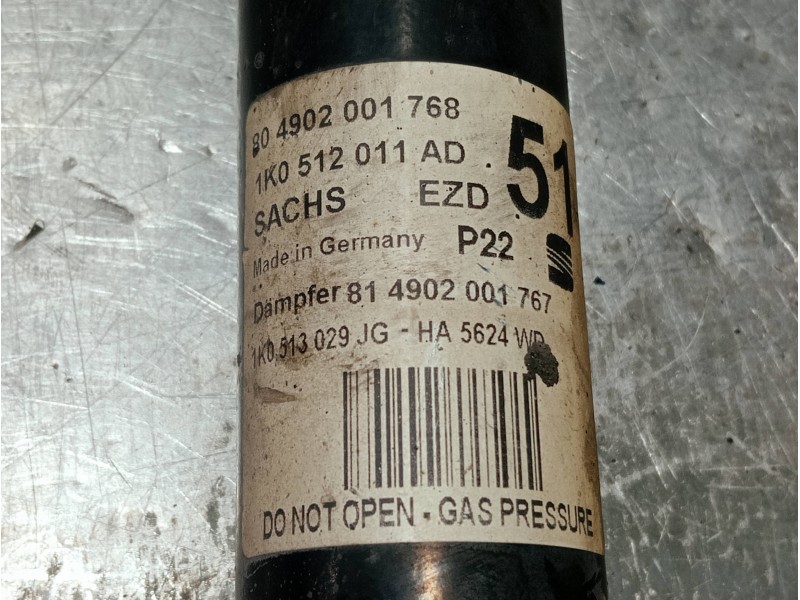 80 4902 001 768
1K0 512 011 AD . 51
SACHS EZD
Made in Germany P22
Dämpfer 81 4902 001 767
1K0 513 029 JG - HA 5624
DO NOT OPEN - GAS PRESSURE